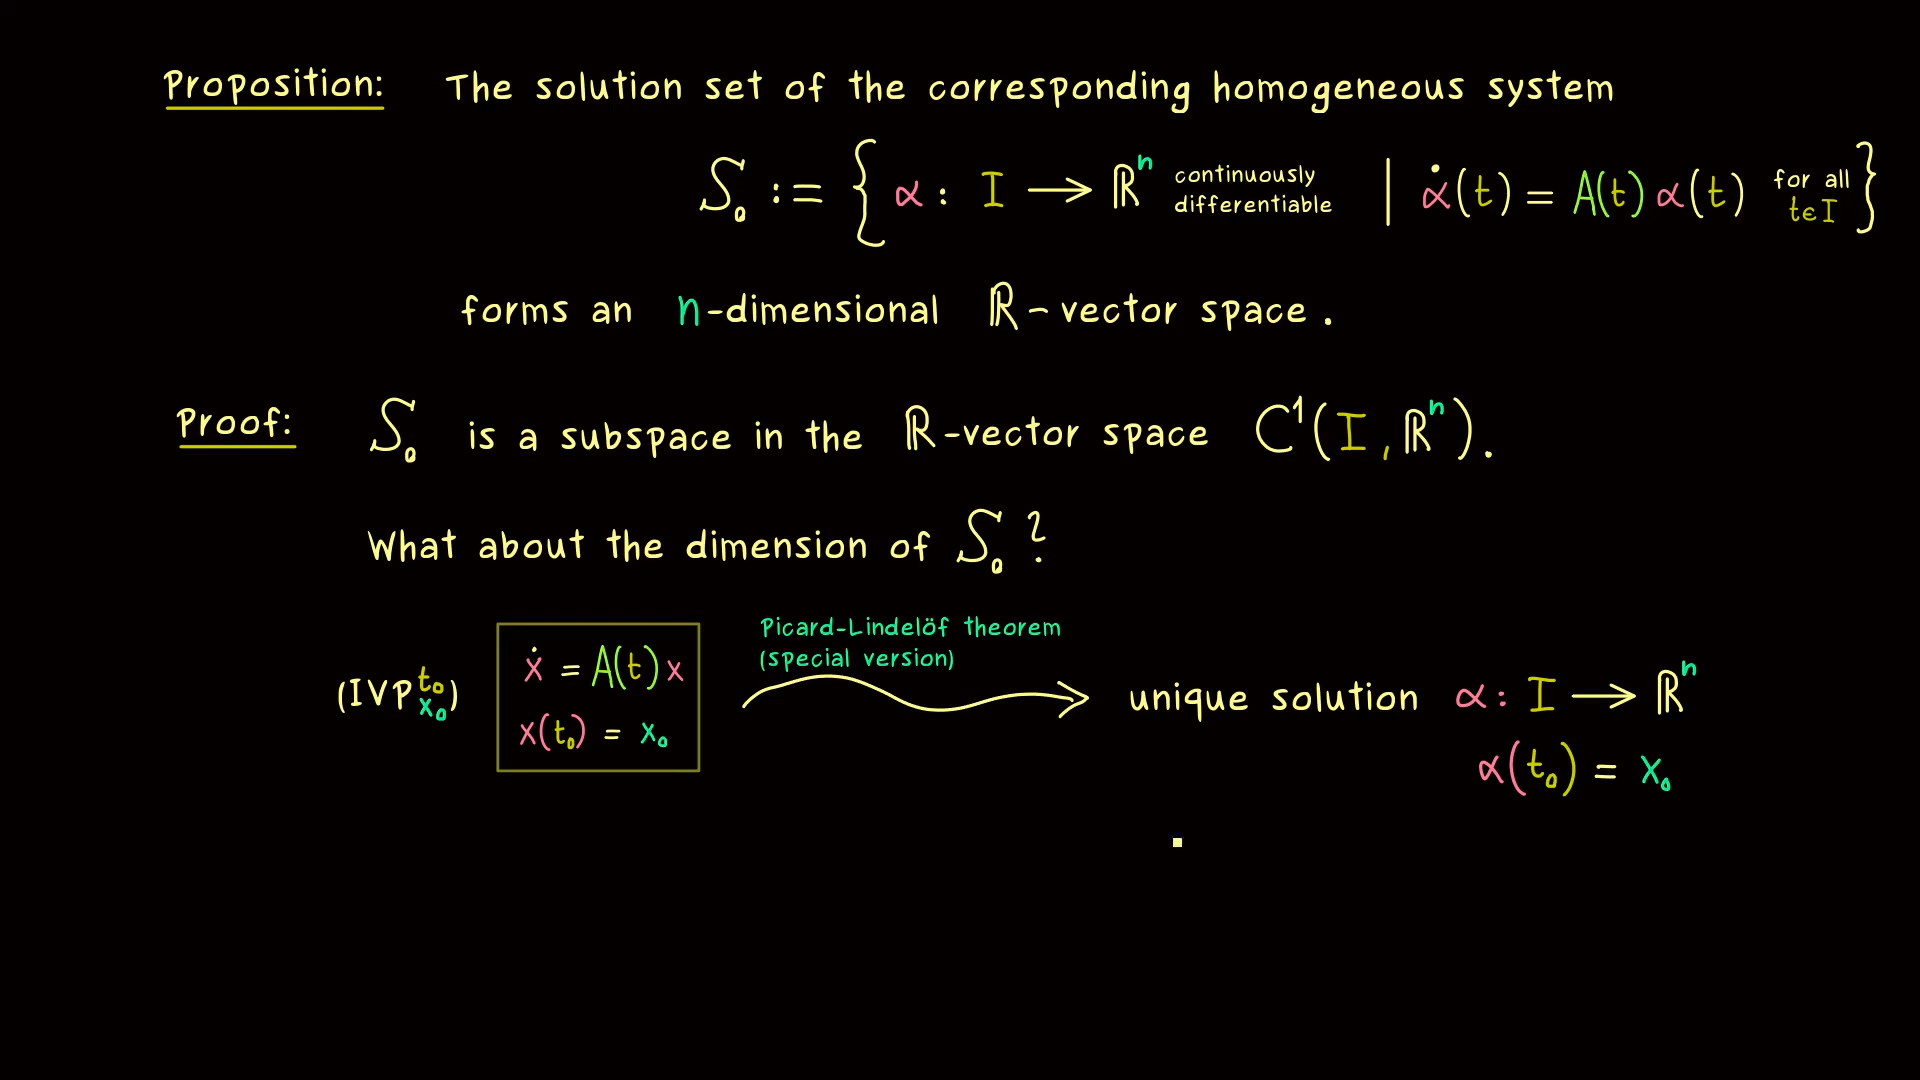 Proposition: The solution set of the corresponding homogeneous system
S₀ := { α : I ⟶ ℝⁿ continuously differentiable | α̇(t) = A(t) α(t) for all t∈I }
forms an n-dimensional ℝ-vector space.
Proof: S₀ is a subspace in the ℝ-vector space C¹(I, ℝⁿ).
What about the dimension of S₀?
Picard-Lindelöf theorem
(special version)
(IVP^{t₀}_{x₀}) ẋ = A(t)x
x(t₀) = x₀
unique solution α: I ⟶ ℝⁿ
α(t₀) = x₀